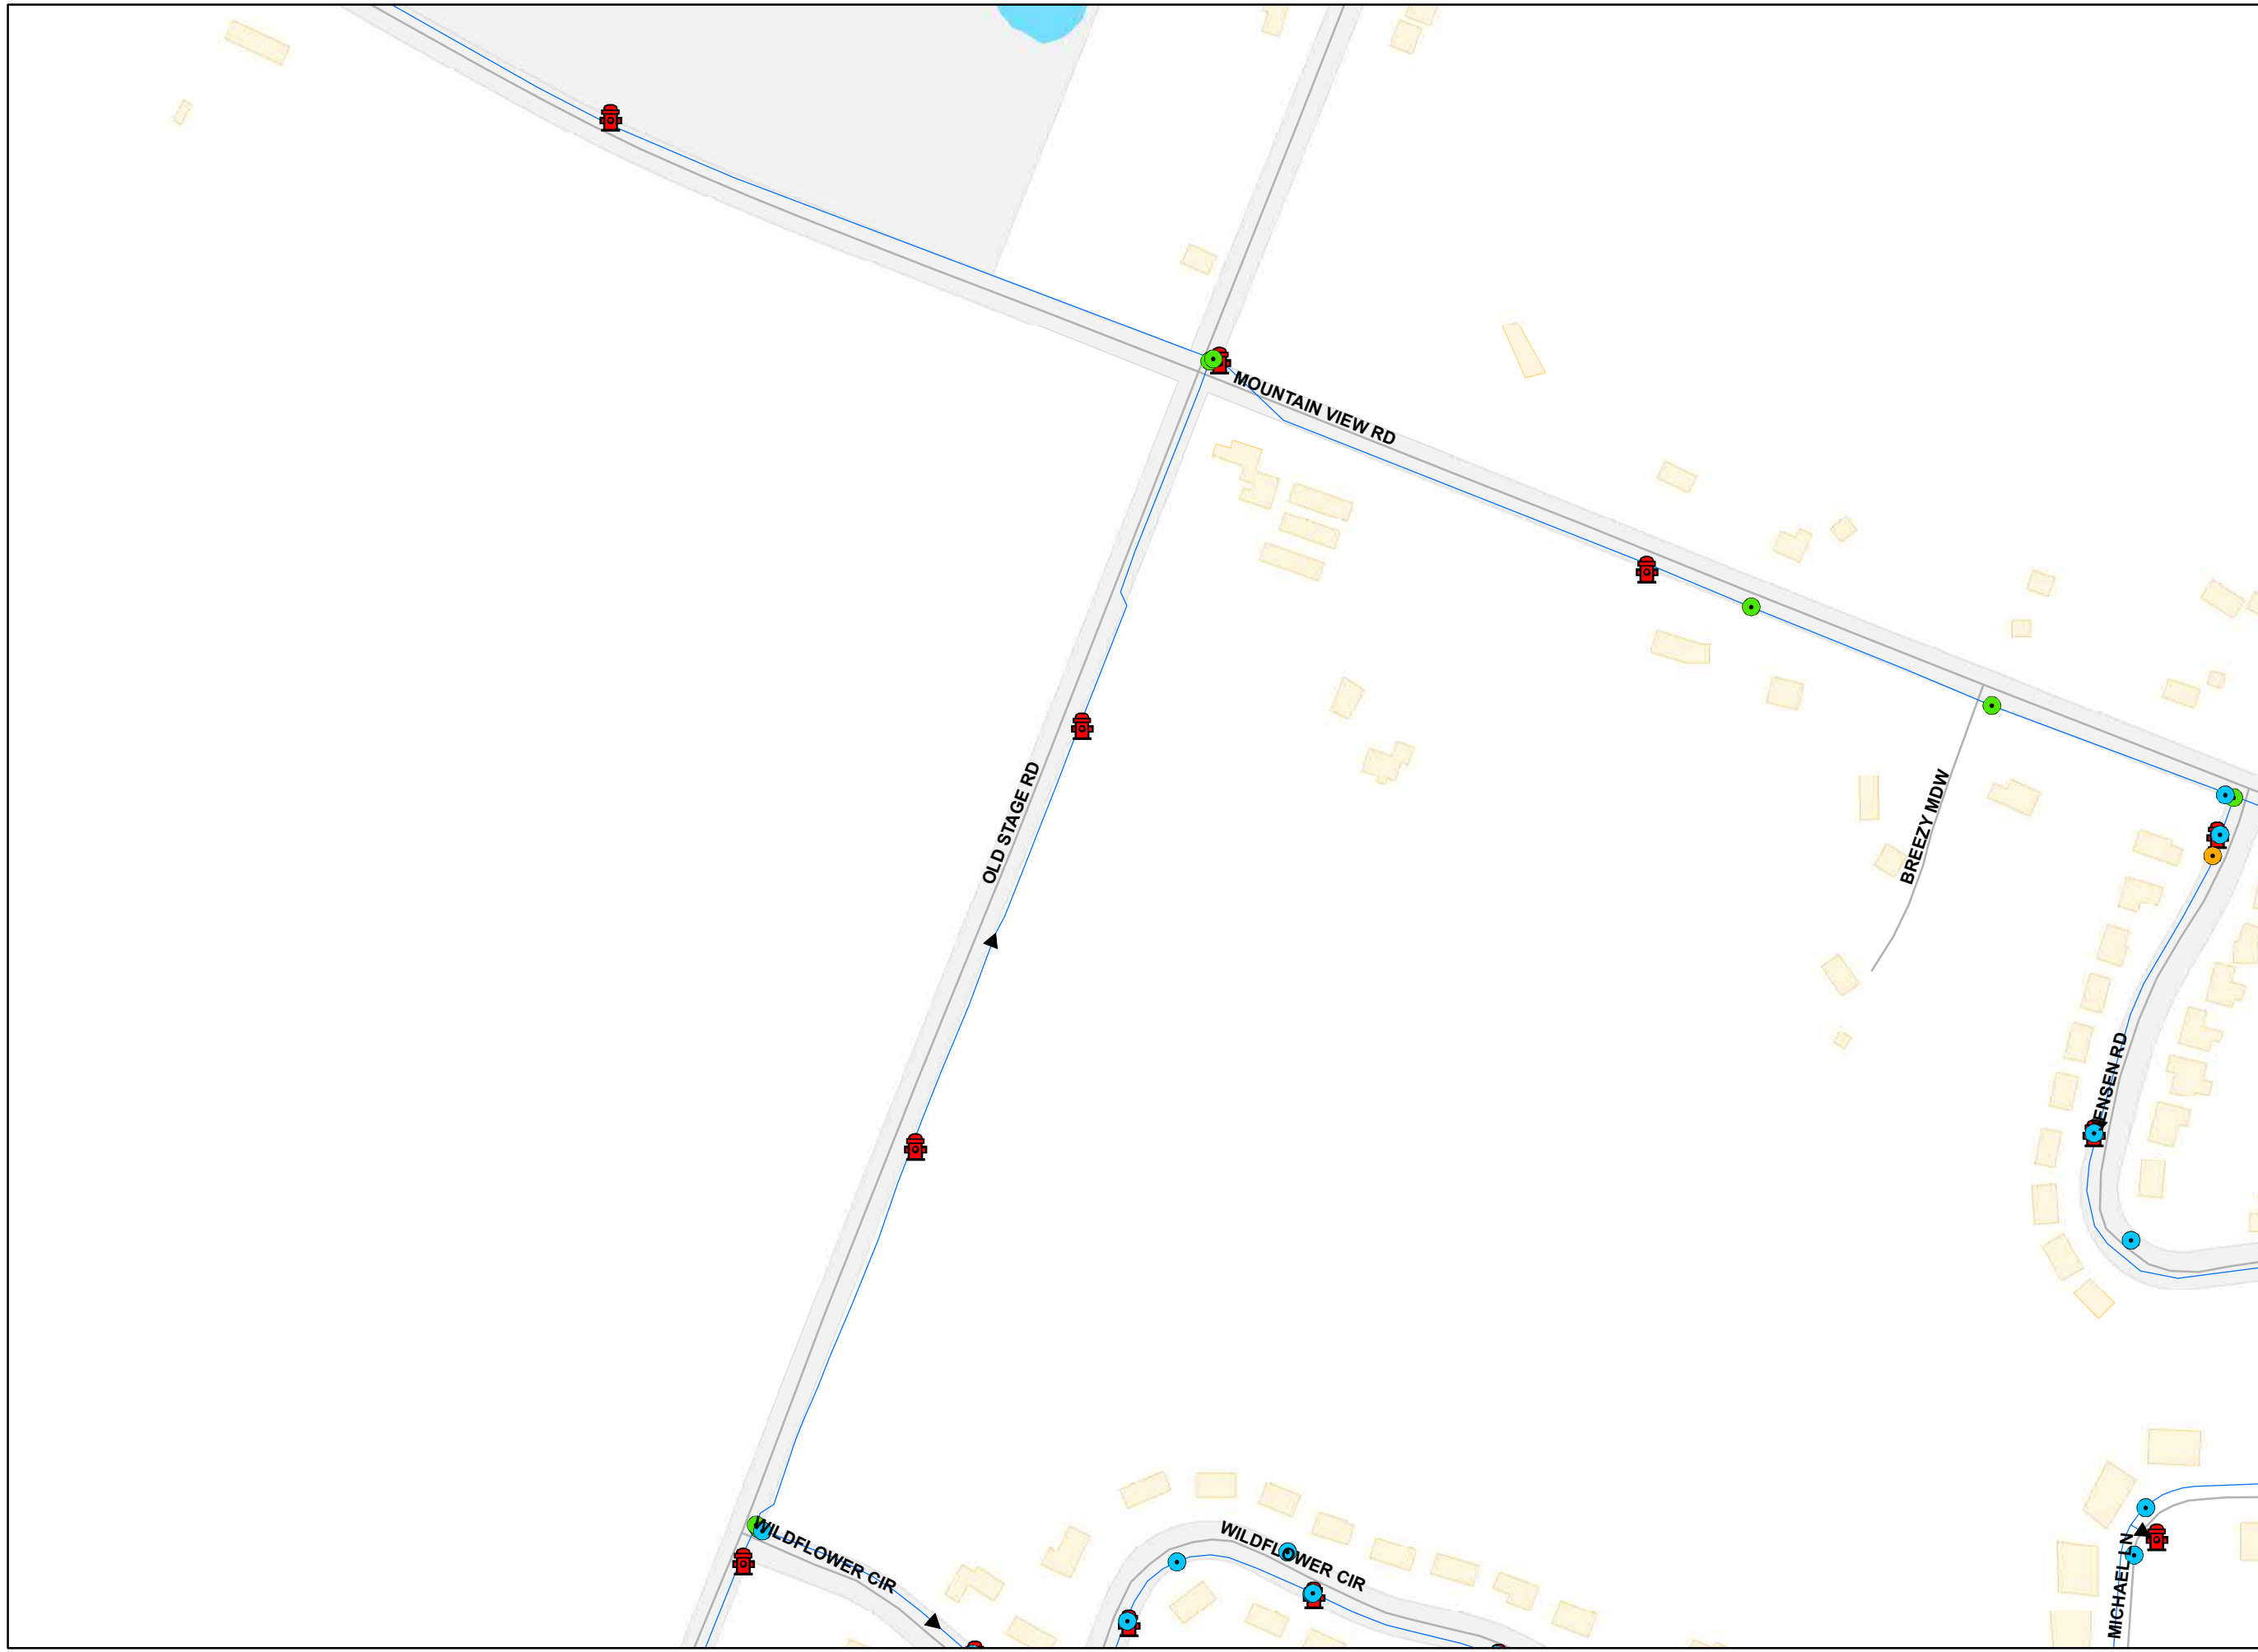 MOUNTAIN VIEW RD
OLD STAGE RD
BREEZY MDW
ENSEN RD
WILDFLOWER CIR
WILDFLOWER CIR
MICHAEL LN